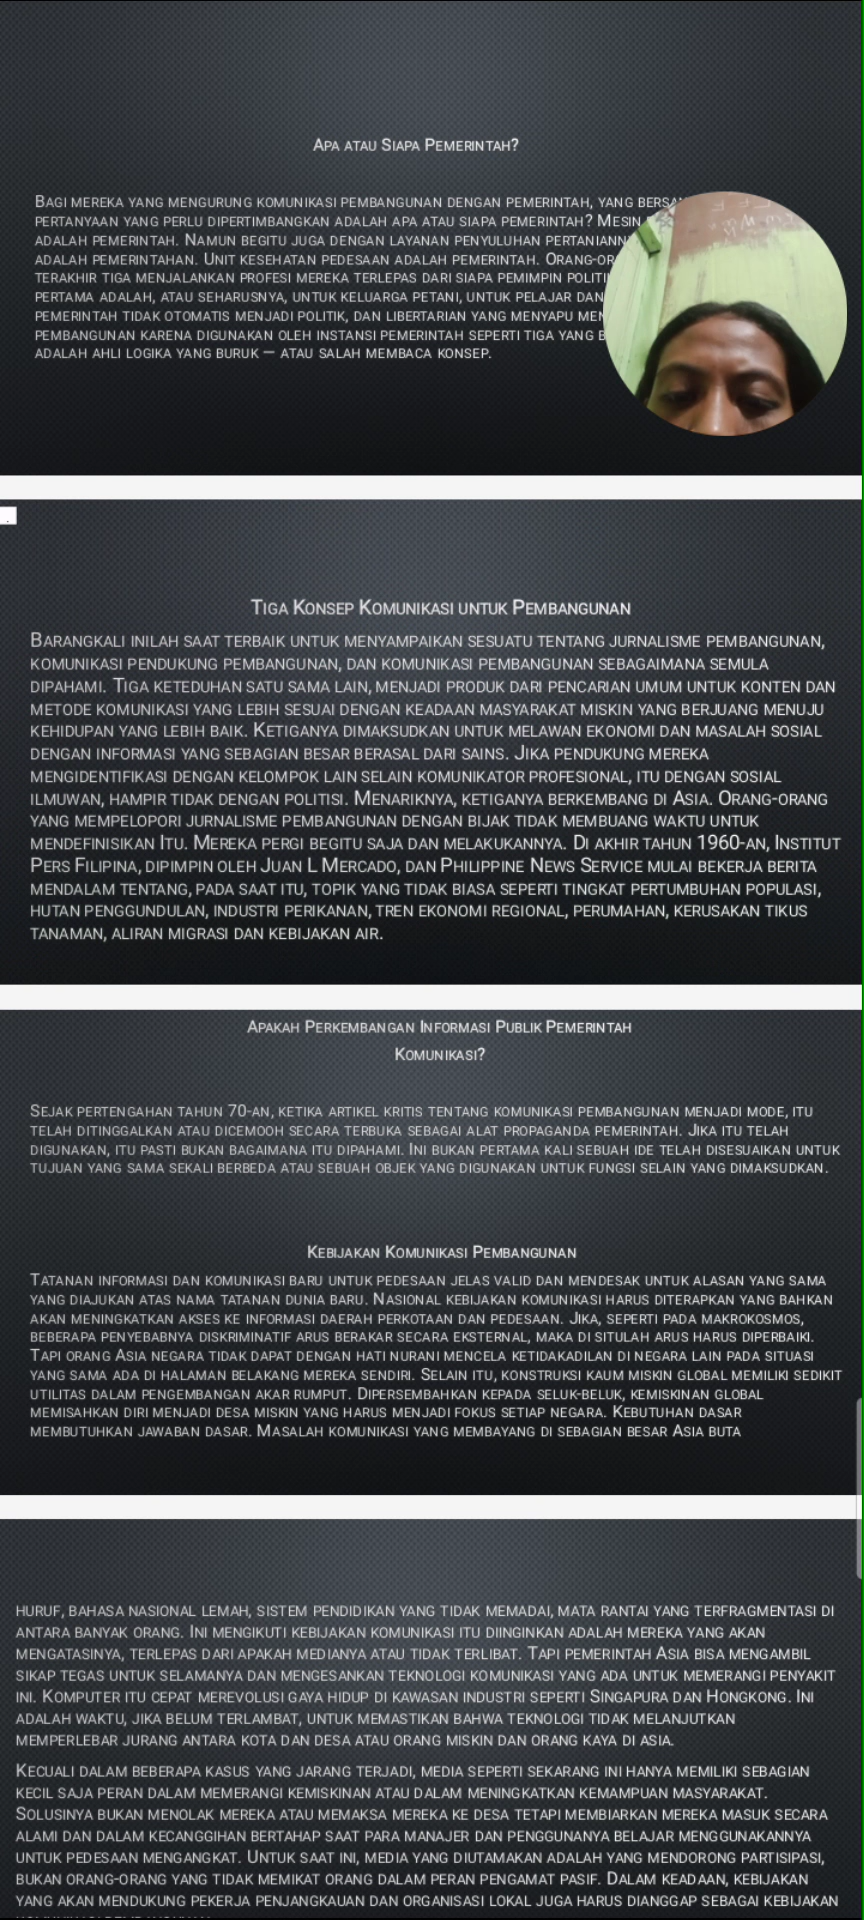 Apa atau Siapa Pemerintah?
Bagi mereka yang mengurung komunikasi pembangunan dengan pemerintah, yang
pertanyaan yang perlu dipertimbangkan adalah apa atau siapa pemerintah? Mesin
adalah pemerintah. Namun begitu juga dengan layanan penyuluhan
adalah pemerintahan. Unit kesehatan pedesaan adalah pemerintah.
terakhir tiga menjalankan profesi mereka terlepas dari siapa pemimpin
pertama adalah, atau seharusnya, untuk keluarga petani, untuk pelajar dan
pemerintah tidak otomatis menjadi politik, dan libertarian yang menyapu
pembangunan karena digunakan oleh instansi pemerintah seperti tiga yang
adalah ahli logika yang buruk — atau salah membaca konsep.
Tiga Konsep Komunikasi untuk Pembangunan
Barangkali inilah saat terbaik untuk menyampaikan sesuatu tentang jurnalisme pembangunan,
komunikasi pendukung pembangunan, dan komunikasi pembangunan sebagaimana semula
dipahami. Tiga keteduhan satu sama lain, menjadi produk dari pencarian umum untuk konten dan
metode komunikasi yang lebih sesuai dengan keadaan masyarakat miskin yang berjuang menuju
kehidupan yang lebih baik. Ketiganya dimaksudkan untuk melawan ekonomi dan masalah sosial
dengan informasi yang sebagian besar berasal dari sains. Jika pendukung mereka
mengidentifikasi dengan kelompok lain selain komunikator profesional, itu dengan sosial
ilmuwan, hampir tidak dengan politisi. Menariknya, ketiganya berkembang di Asia. Orang-orang
yang mempelopori jurnalisme pembangunan dengan bijak tidak membuang waktu untuk
mendefinisikan Itu. Mereka pergi begitu saja dan melakukannya. Di akhir tahun 1960-an, Institut
Pers Filipina, dipimpin oleh Juan L Mercado, dan Philippine News Service mulai bekerja berita
mendalam tentang, pada saat itu, topik yang tidak biasa seperti tingkat pertumbuhan populasi,
hutan penggundulan, industri perikanan, tren ekonomi regional, perumahan, kerusakan tikus
tanaman, aliran migrasi dan kebijakan air.
Apakah Perkembangan Informasi Publik Pemerintah
Komunikasi?
Sejak pertengahan tahun 70-an, ketika artikel kritis tentang komunikasi pembangunan menjadi mode, itu
telah ditinggalkan atau dicemooh secara terbuka sebagai alat propaganda pemerintah. Jika itu telah
digunakan, itu pasti bukan bagaimana itu dipahami. Ini bukan pertama kali sebuah ide telah disesuaikan untuk
tujuan yang sama sekali berbeda atau sebuah objek yang digunakan untuk fungsi selain yang dimaksudkan.
Kebijakan Komunikasi Pembangunan
Tatanan informasi dan komunikasi baru untuk pedesaan jelas valid dan mendesak untuk alasan yang sama
yang diajukan atas nama tatanan dunia baru. Nasional kebijakan komunikasi harus diterapkan yang bahkan
akan meningkatkan akses ke informasi daerah perkotaan dan pedesaan. Jika, seperti pada makrokosmos,
beberapa penyebabnya diskriminatif arus berakar secara eksternal, maka di situlah arus harus diperbaiki.
Tapi orang Asia negara tidak dapat dengan hati nurani mencela ketidakadilan di negara lain pada situasi
yang sama ada di halaman belakang mereka sendiri. Selain itu, konstruksi kaum miskin global memiliki sedikit
utilitas dalam pengembangan akar rumput. Dipersembahkan kepada seluk-beluk, kemiskinan global
memisahkan diri menjadi desa miskin yang harus menjadi fokus setiap negara. Kebutuhan dasar
membutuhkan jawaban dasar. Masalah komunikasi yang membayang di sebagian besar Asia buta
huruf, bahasa nasional lemah, sistem pendidikan yang tidak memadai, mata rantai yang terfragmentasi di
antara banyak orang. Ini mengikuti kebijakan komunikasi itu diinginkan adalah mereka yang akan
mengatasinya, terlepas dari apakah medianya atau tidak terlibat. Tapi pemerintah Asia bisa mengambil
sikap tegas untuk selamanya dan mengesankan teknologi komunikasi yang ada untuk memerangi penyakit
ini. Komputer itu cepat merevolusi gaya hidup di kawasan industri seperti Singapura dan Hongkong. Ini
adalah waktu, jika belum terlambat, untuk memastikan bahwa teknologi tidak melanjutkan
memperlebar jurang antara kota dan desa atau orang miskin dan orang kaya di asia.
Kecuali dalam beberapa kasus yang jarang terjadi, media seperti sekarang ini hanya memiliki sebagian
kecil saja peran dalam memerangi kemiskinan atau dalam meningkatkan kemampuan masyarakat.
Solusinya bukan menolak mereka atau memaksa mereka ke desa tetapi membiarkan mereka masuk secara
alami dan dalam kecanggihan bertahap saat para manajer dan penggunanya belajar menggunakannya
untuk pedesaan mengangkat. Untuk saat ini, media yang diutamakan adalah yang mendorong partisipasi,
bukan orang-orang yang tidak memikat orang dalam peran pengamat pasif. Dalam keadaan, kebijakan
yang akan mendukung pekerja penjangkauan dan organisasi lokal juga harus dianggap sebagai kebijakan